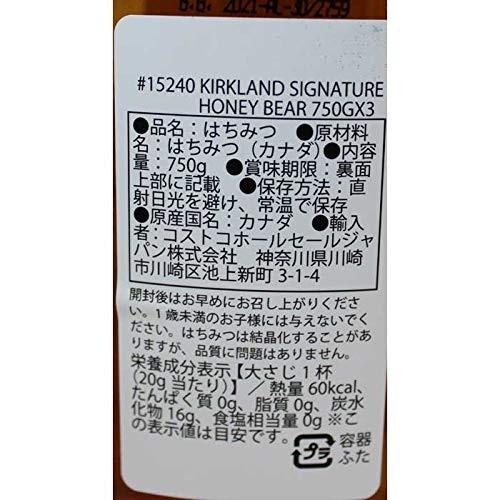 #15240 KIRKLAND SIGNATURE
HONEY BEAR 750GX3
●品名：はちみつ　●原材料
名：はちみつ（カナダ）●内容
量：750g　●賞味期限：裏面
上部に記載　●保存方法：直
射日光を避け、常温で保存
●原産国名：カナダ　●輸入
者：コストコホールセールジャ
パン株式会社　神奈川県川崎
市川崎区池上新町 3-1-4
開封後はお早めにお召し上がりくださ
い。1 歳未満のお子様には与えないでく
ください。はちみつは結晶化することがあ
りますが、品質に問題はありません。
栄養成分表示【大さじ 1 杯
（20g 当たり）】／ 熱量 60kcal、
たんぱく質 0g、脂質 0g、炭水
化物 16g、食塩相当量 0g ※こ
の表示値は目安です。
プラ
容器
ふた